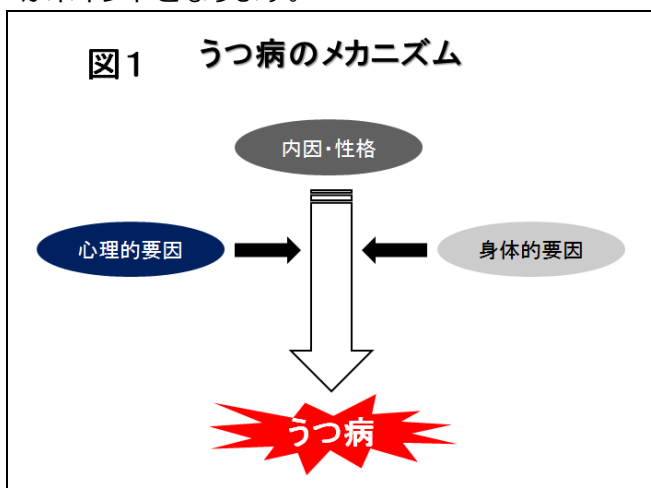 図1 うつ病のメカニズム
内因・性格
心理的要因
身体的要因
うつ病